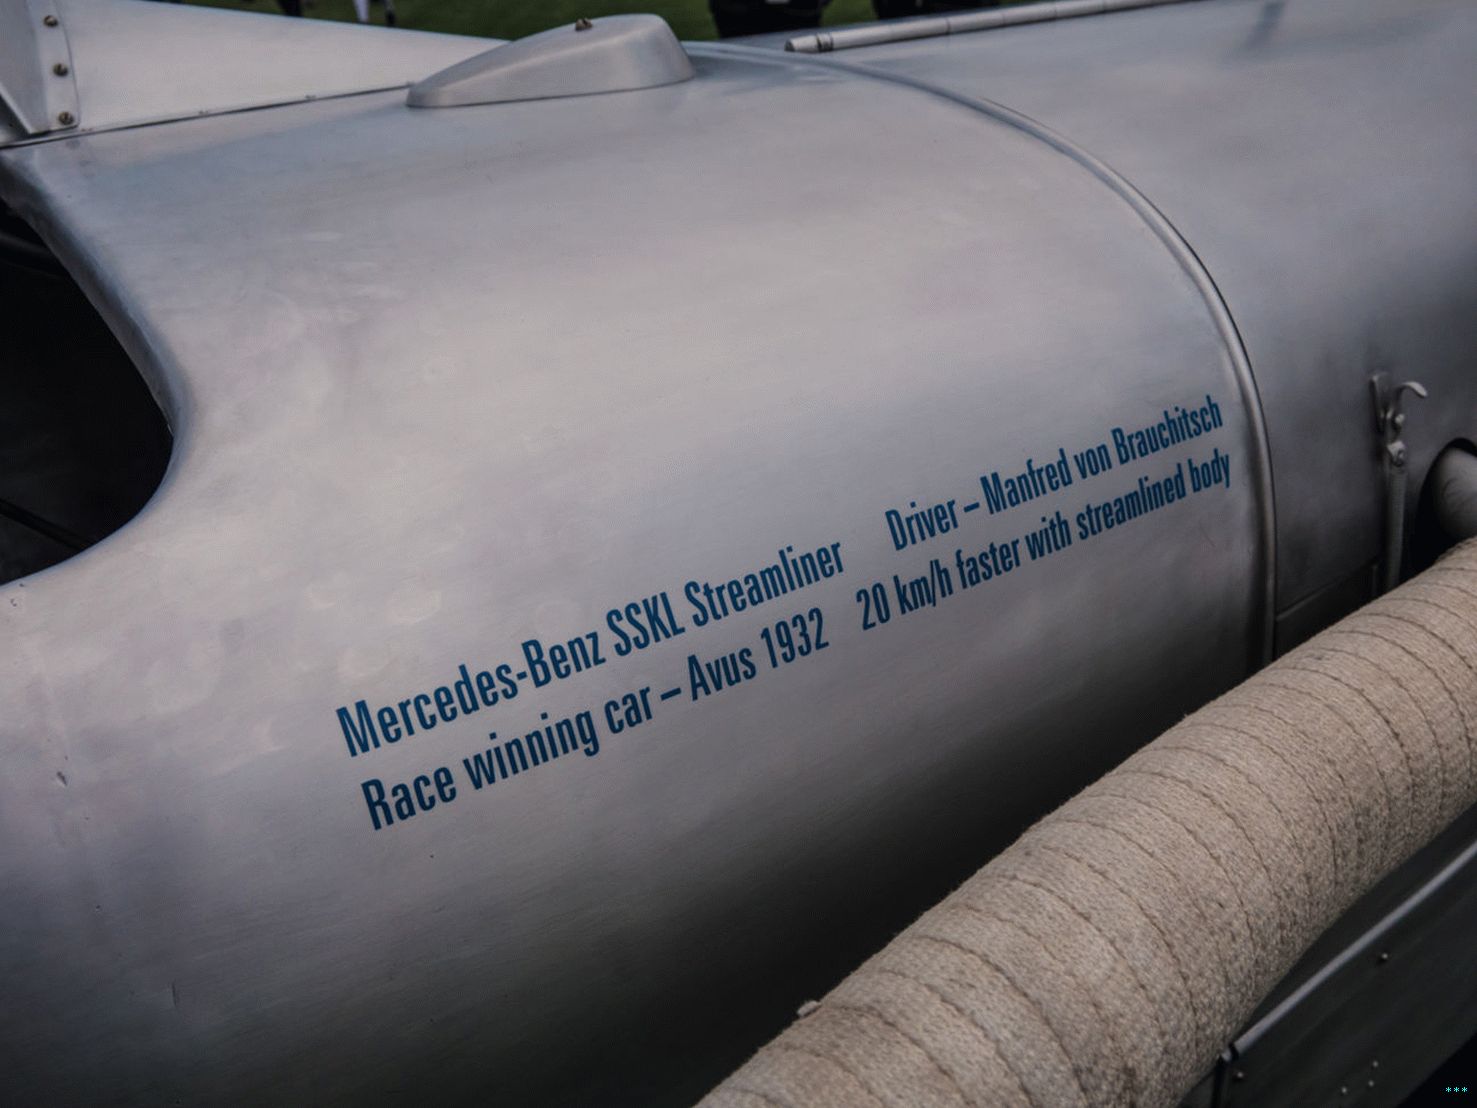 Mercedes-Benz SSKL Streamliner
Race winning car – Avus 1932
Driver – Manfred von Brauchitsch
20 km/h faster with streamlined body
***